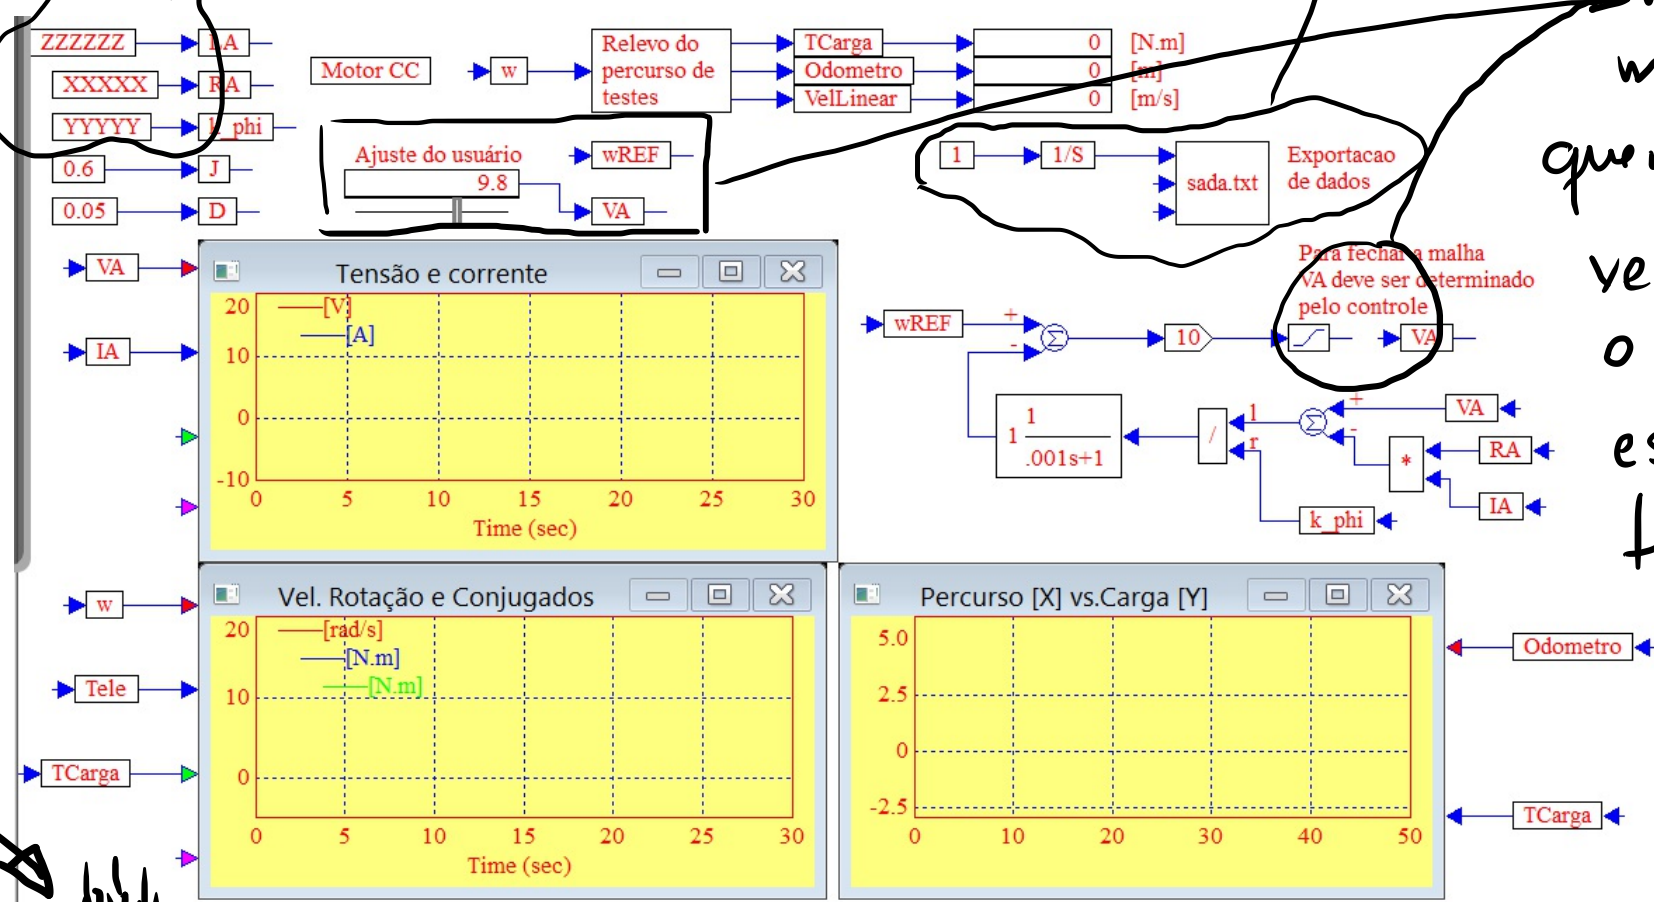 ZZZZZZ LA
XXXXX RA
YYYYY k_phi
0.6 J
0.05 D
Motor CC
w
Relevo do
percurso de
testes
TCarga 0 [N.m]
Odometro 0 [m]
VelLinear 0 [m/s]
Ajuste do usuário
9.8
wREF
VA
1 1/S
sada.txt
Exportacao
de dados
w
que
ve
o
es
Para fechar a malha
VA deve ser determinado
pelo controle
wREF + - Σ 10 VA
1 1
.001s+1
/ l r
Σ + -
VA
*
RA
IA
k_phi
VA
IA
Tensão e corrente
[V]
[A]
20
10
0
-10
0 5 10 15 20 25 30
Time (sec)
w
Tele
TCarga
Vel. Rotação e Conjugados
[rad/s]
[N.m]
[N.m]
20
10
0
0 5 10 15 20 25 30
Time (sec)
Percurso [X] vs.Carga [Y]
5.0
2.5
0
-2.5
0 10 20 30 40 50
Odometro
TCarga